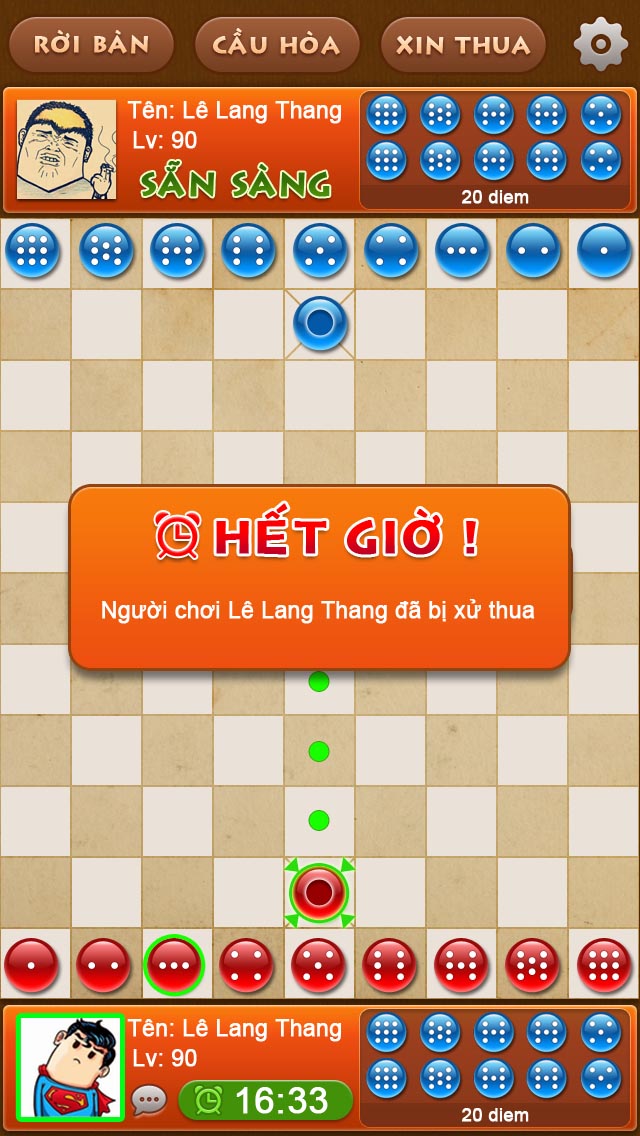 RỜI BÀN
CẦU HÒA
XIN THUA
Tên: Lê Lang Thang
Lv: 90
SẴN SÀNG
20 diem
HẾT GIỜ !
Người chơi Lê Lang Thang đã bị xử thua
Tên: Lê Lang Thang
Lv: 90
16:33
20 diem